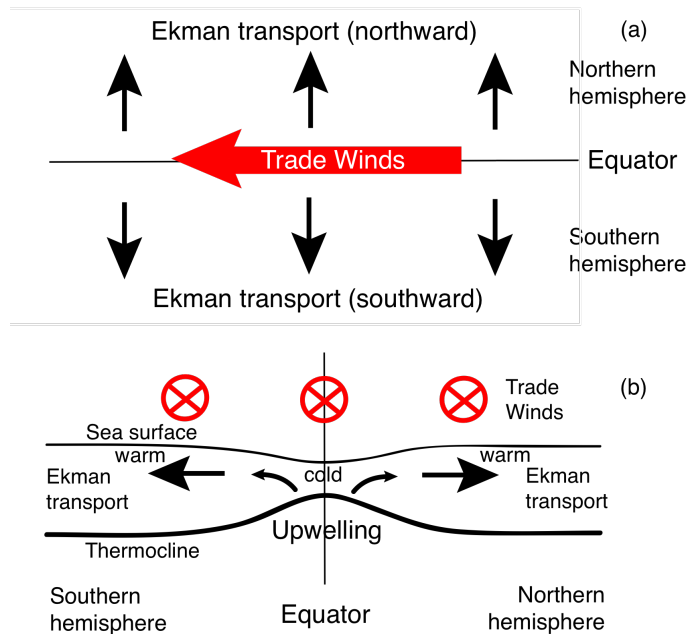 Ekman transport (northward)
(a)
Northern
hemisphere
Trade Winds
Equator
Southern
hemisphere
Ekman transport (southward)
(b)
Trade
Winds
Sea surface
warm
cold
warm
Ekman
transport
Ekman
transport
Upwelling
Thermocline
Southern
hemisphere
Equator
Northern
hemisphere